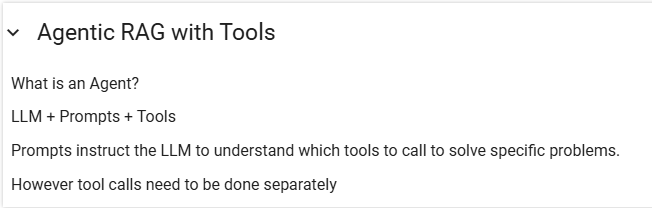 Agentic RAG with Tools
What is an Agent?
LLM + Prompts + Tools
Prompts instruct the LLM to understand which tools to call to solve specific problems.
However tool calls need to be done separately